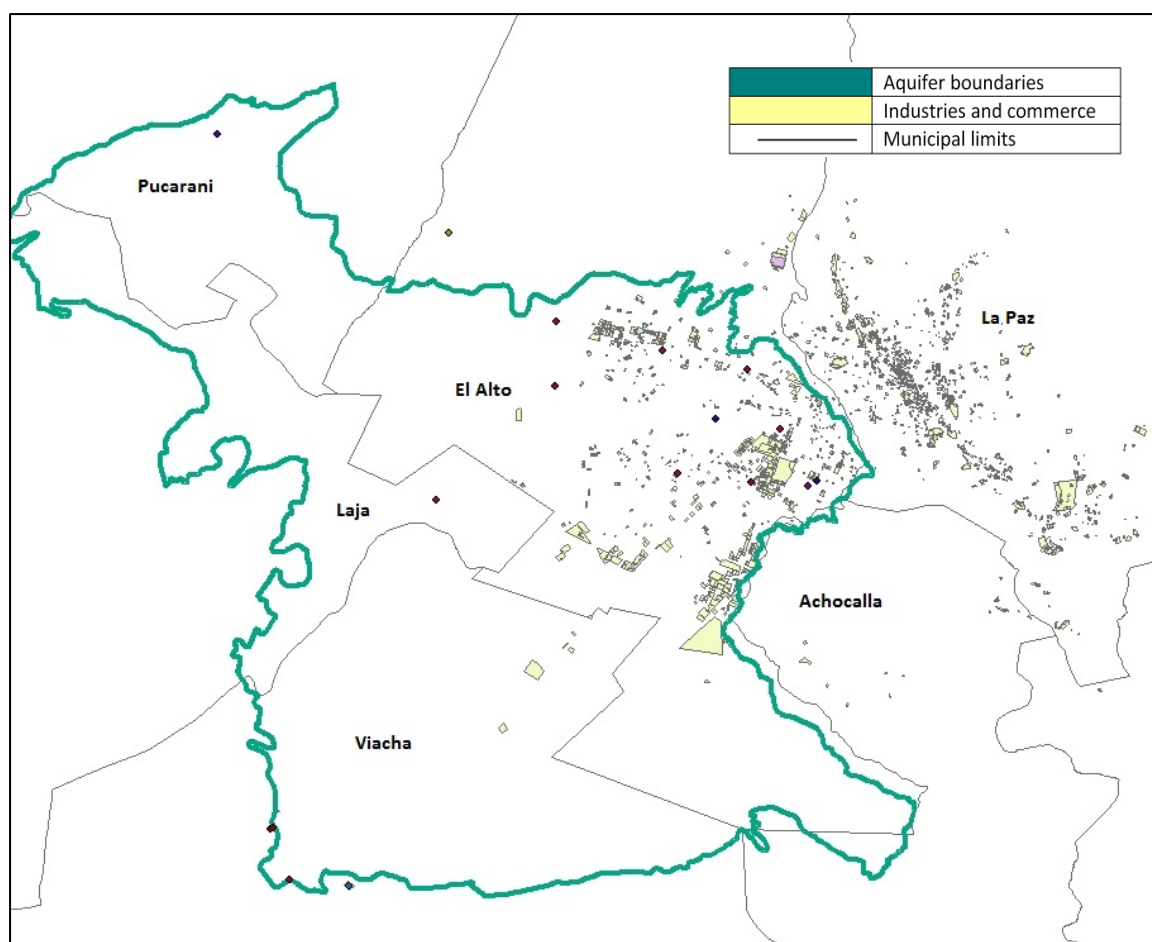 Aquifer boundaries
Industries and commerce
Municipal limits
Pucarani
La Paz
El Alto
Laja
Achocalla
Viacha